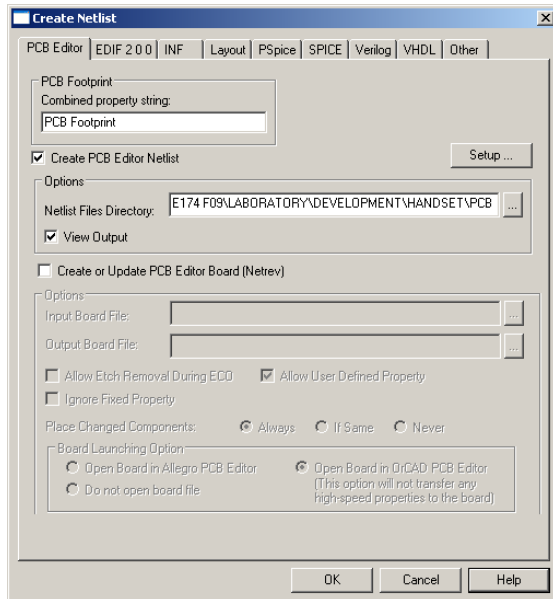 Create Netlist
PCB Editor EDIF 2 0 0 INF Layout PSpice SPICE Verilog VHDL Other
PCB Footprint
Combined property string:
PCB Footprint
Create PCB Editor Netlist
Setup ...
Options
Netlist Files Directory: E174 F09\LABORATORY\DEVELOPMENT\HANDSET\PCB ...
View Output
Create or Update PCB Editor Board (Netrev)
Options
Input Board File: ...
Output Board File: ...
Allow Etch Removal During ECO Allow User Defined Property
Ignore Fixed Property
Place Changed Components: Always If Same Never
Board Launching Option
Open Board in Allegro PCB Editor Open Board in OrCAD PCB Editor
Do not open board file (This option will not transfer any
high-speed properties to the board)
OK Cancel Help